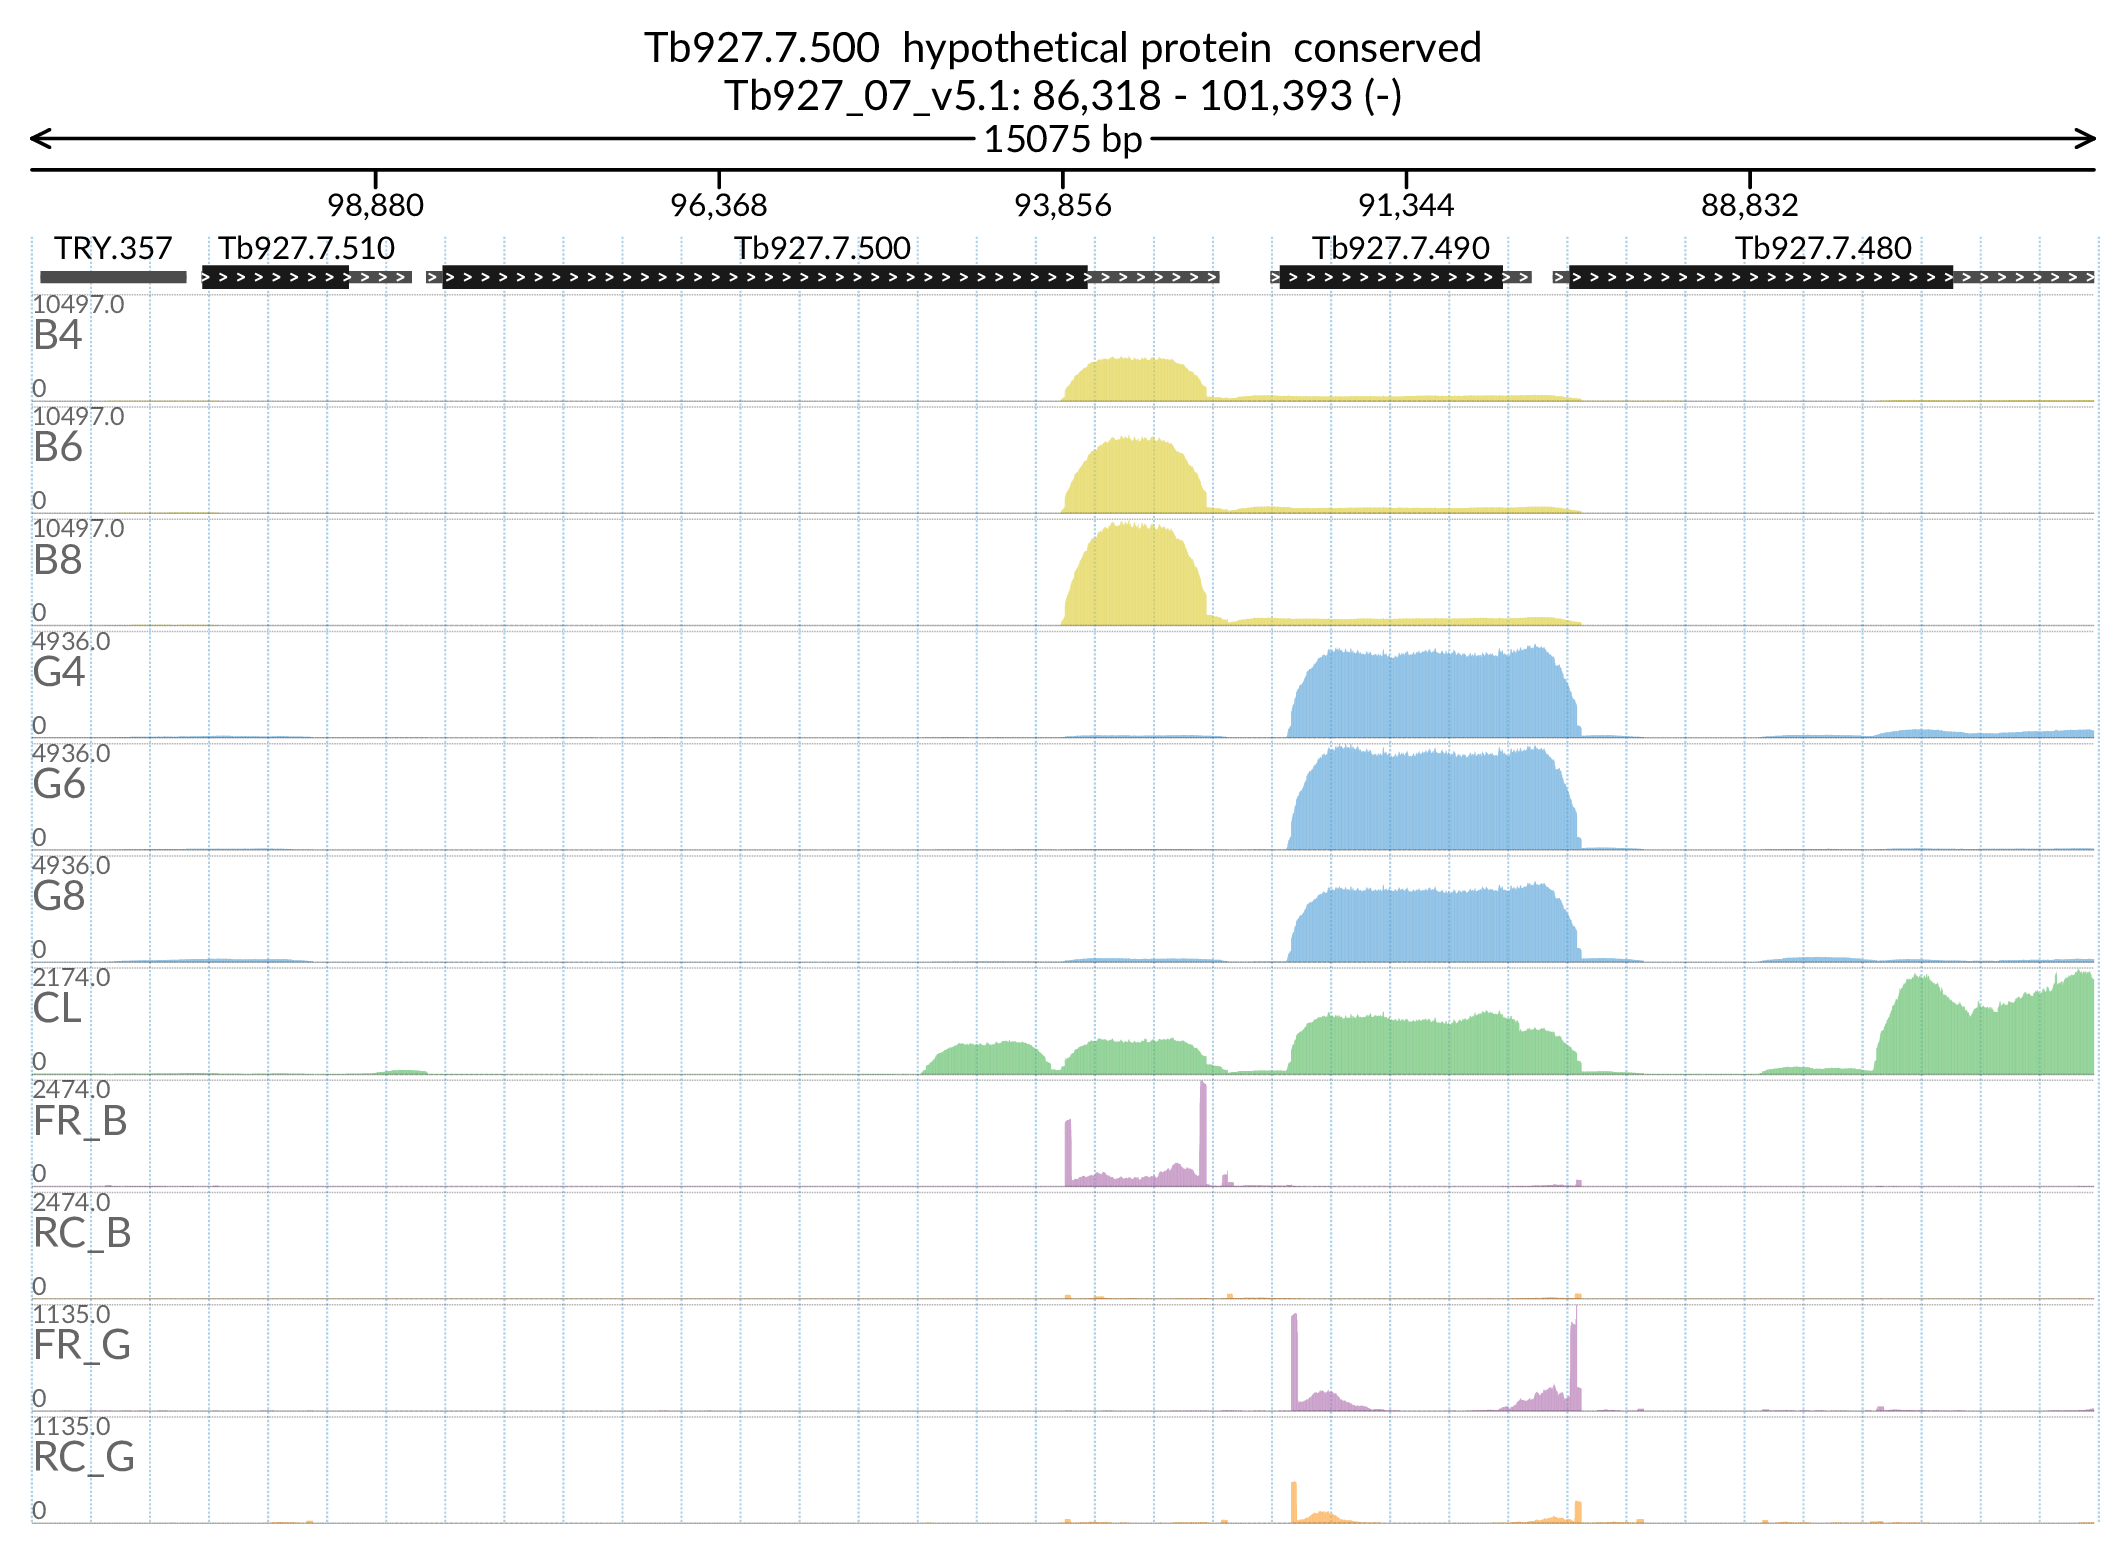 Tb927.7.500 hypothetical protein conserved
Tb927_07_v5.1: 86,318 - 101,393 (-)
15075 bp
98,880 96,368 93,856 91,344 88,832
TRY.357 Tb927.7.510 Tb927.7.500 Tb927.7.490 Tb927.7.480
10497.0
B4
0
10497.0
B6
0
10497.0
B8
0
4936.0
G4
0
4936.0
G6
0
4936.0
G8
0
2174.0
CL
0
2474.0
FR_B
0
2474.0
RC_B
0
1135.0
FR_G
0
1135.0
RC_G
0